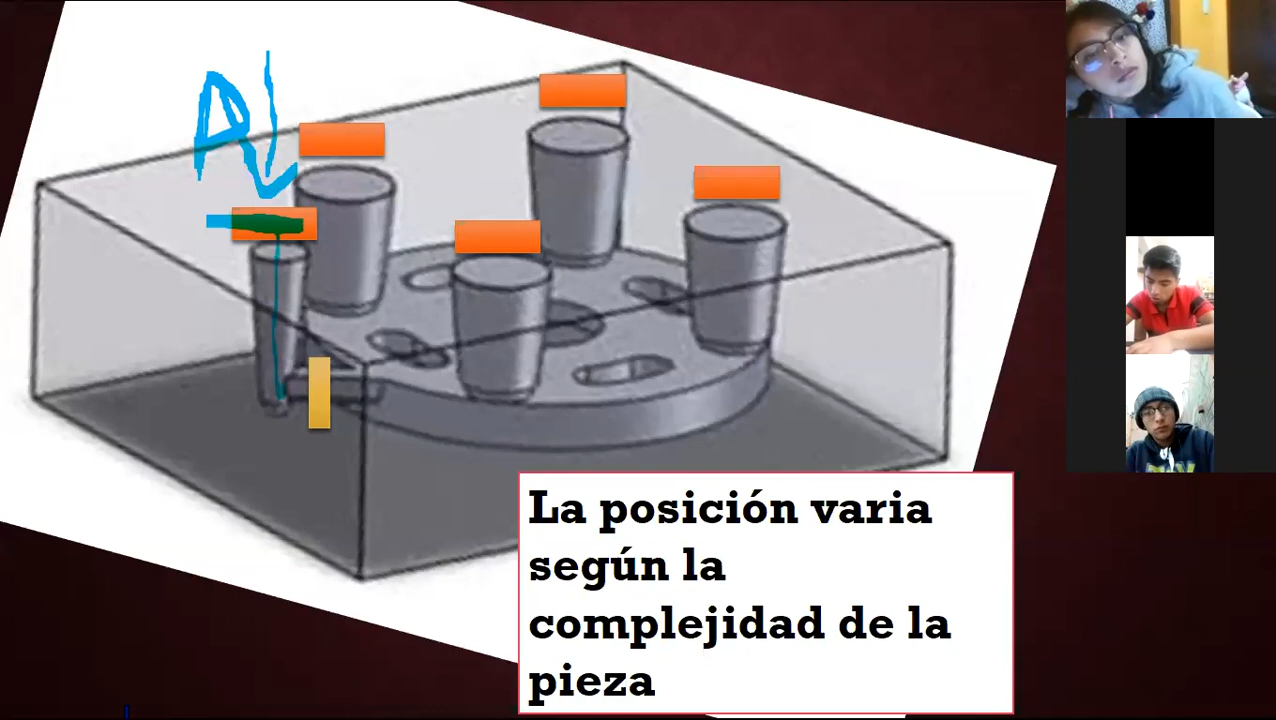 La posición varia
según la
complejidad de la
pieza